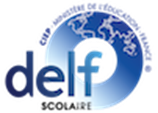 CIEP - MINISTÈRE DE L'ÉDUCATION - FRANCE ®
delf
SCOLAIRE